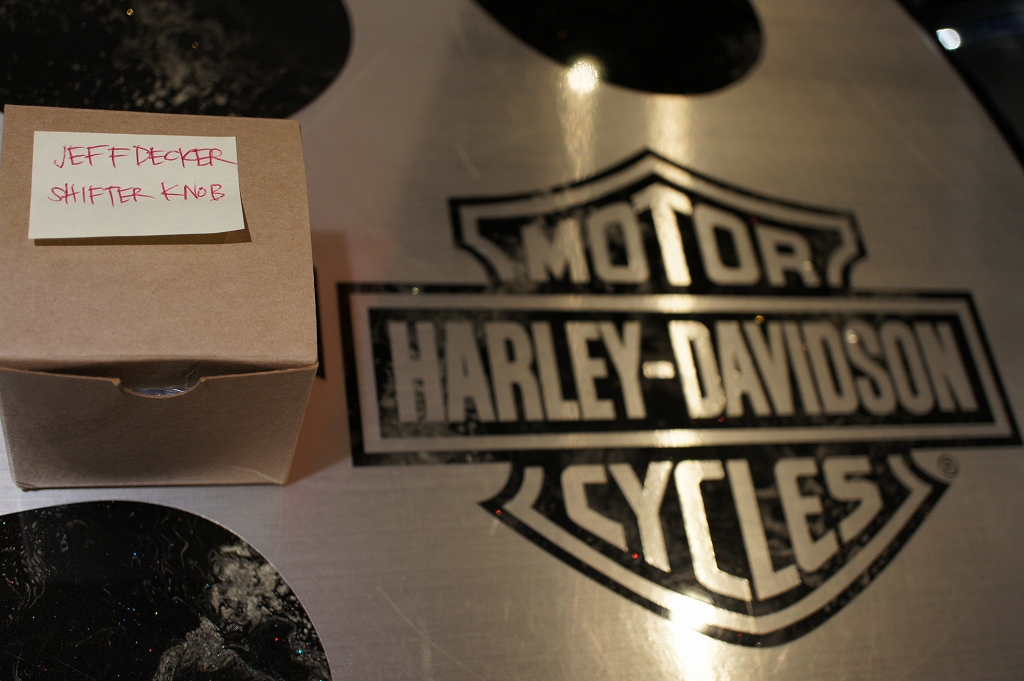 JEFF DECKER
SHIFTER KNOB
MOTOR
HARLEY-DAVIDSON
CYCLES
®